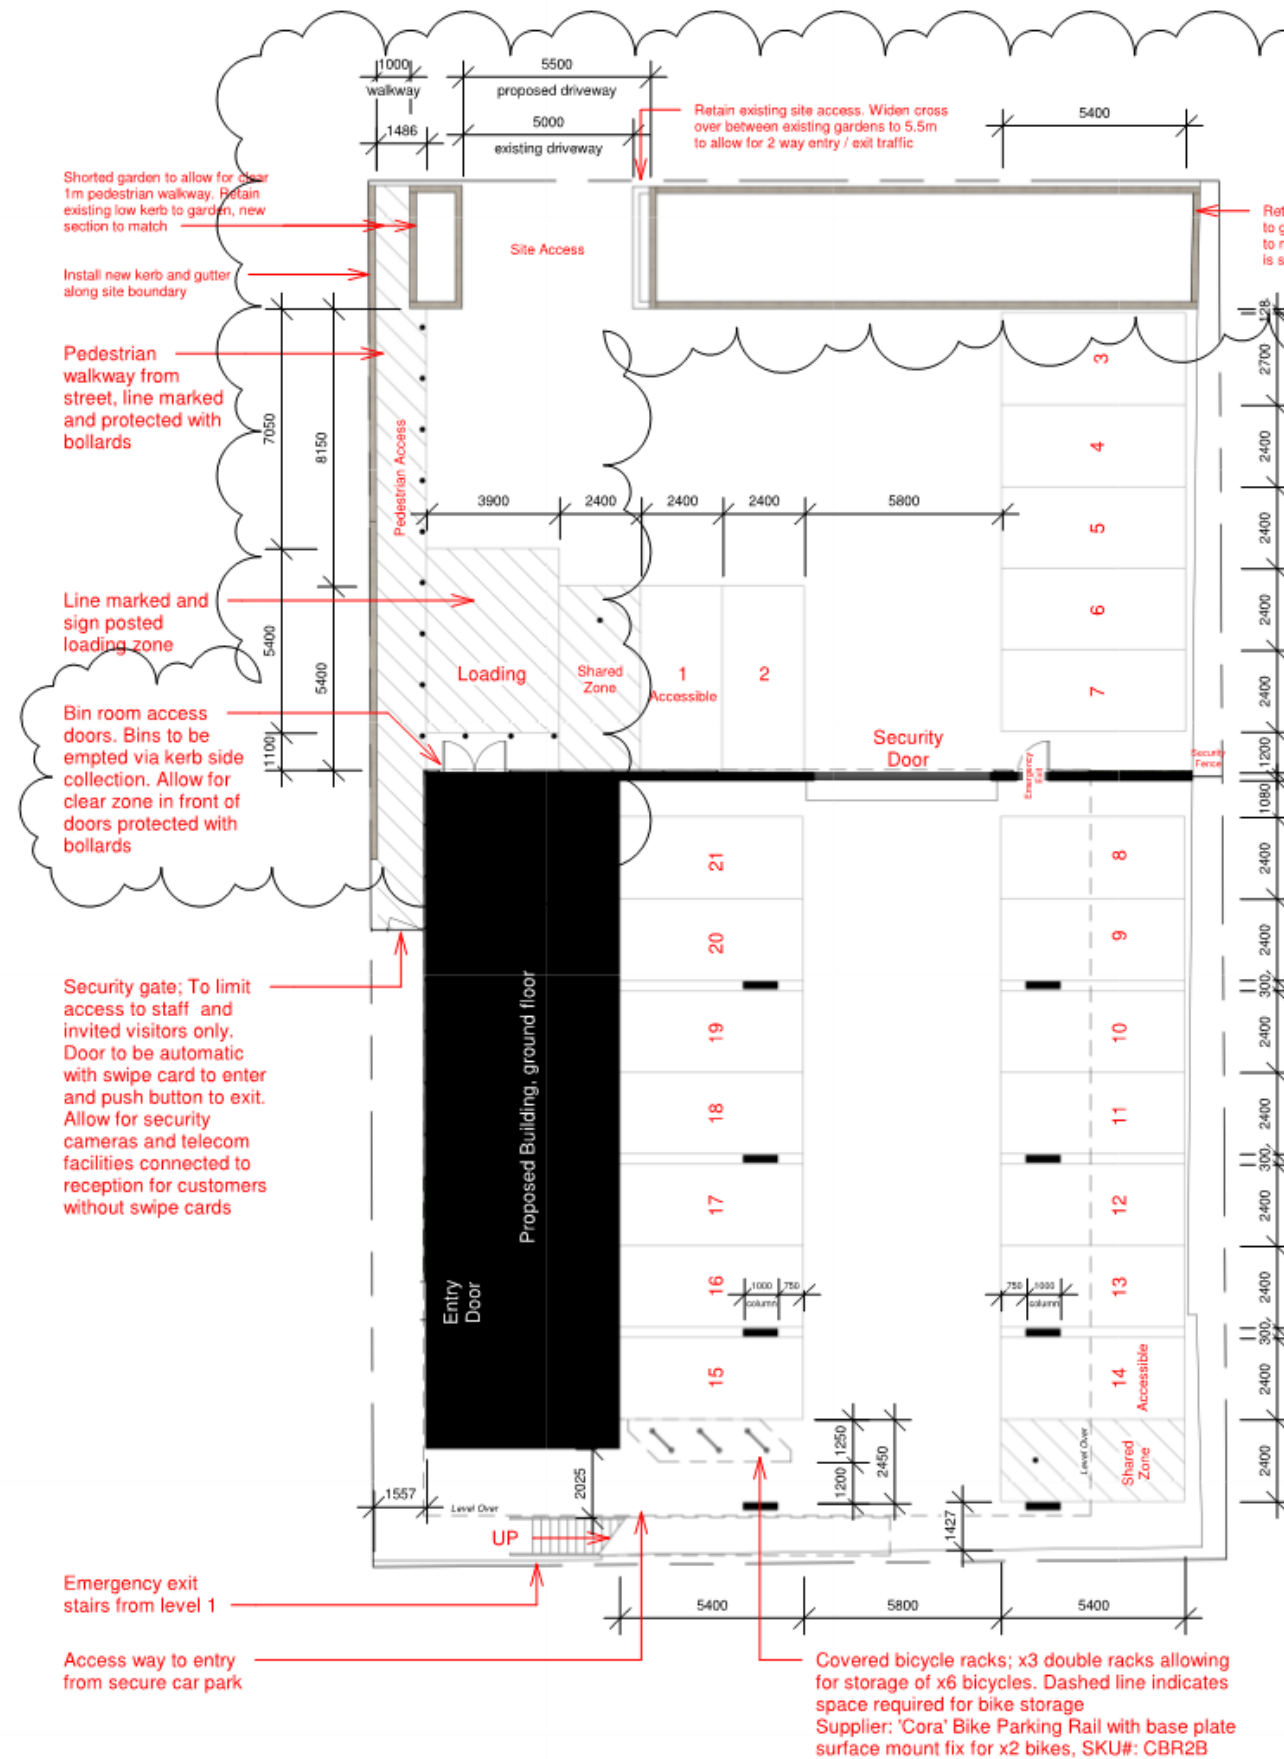 1000
walkway
5500
proposed driveway
1486
5000
existing driveway
Retain existing site access. Widen cross
over between existing gardens to 5.5m
to allow for 2 way entry / exit traffic
5400
Shorted garden to allow for clear
1m pedestrian walkway. Retain
existing low kerb to garden, new
section to match
Site Access
Install new kerb and gutter
along site boundary
128
Pedestrian
walkway from
street, line marked
and protected with
bollards
7050
8150
Pedestrian Access
3
2700
4
2400
5
2400
6
2400
7
2400
3900
2400
2400
2400
5800
Line marked and
sign posted
loading zone
5400
5400
Loading
Shared
Zone
1
Accessible
2
Bin room access
doors. Bins to be
empted via kerb side
collection. Allow for
clear zone in front of
doors protected with
bollards
1100
Security
Door
Emergency
Exit
Security
Fence
1200
1080
21
8
2400
20
9
2400
300
Security gate; To limit
access to staff and
invited visitors only.
Door to be automatic
with swipe card to enter
and push button to exit.
Allow for security
cameras and telecom
facilities connected to
reception for customers
without swipe cards
Proposed Building, ground floor
19
10
2400
18
11
2400
300
17
12
2400
Entry
Door
16
1000
750
column
750
1000
column
13
2400
300
15
14
Accessible
2400
1250
1200
2450
Level Over
Shared
Zone
2400
2025
1557
Level Over
1427
UP
Emergency exit
stairs from level 1
5400
5800
5400
Access way to entry
from secure car park
Covered bicycle racks; x3 double racks allowing
for storage of x6 bicycles. Dashed line indicates
space required for bike storage
Supplier: 'Cora' Bike Parking Rail with base plate
surface mount fix for x2 bikes, SKU#: CBR2B